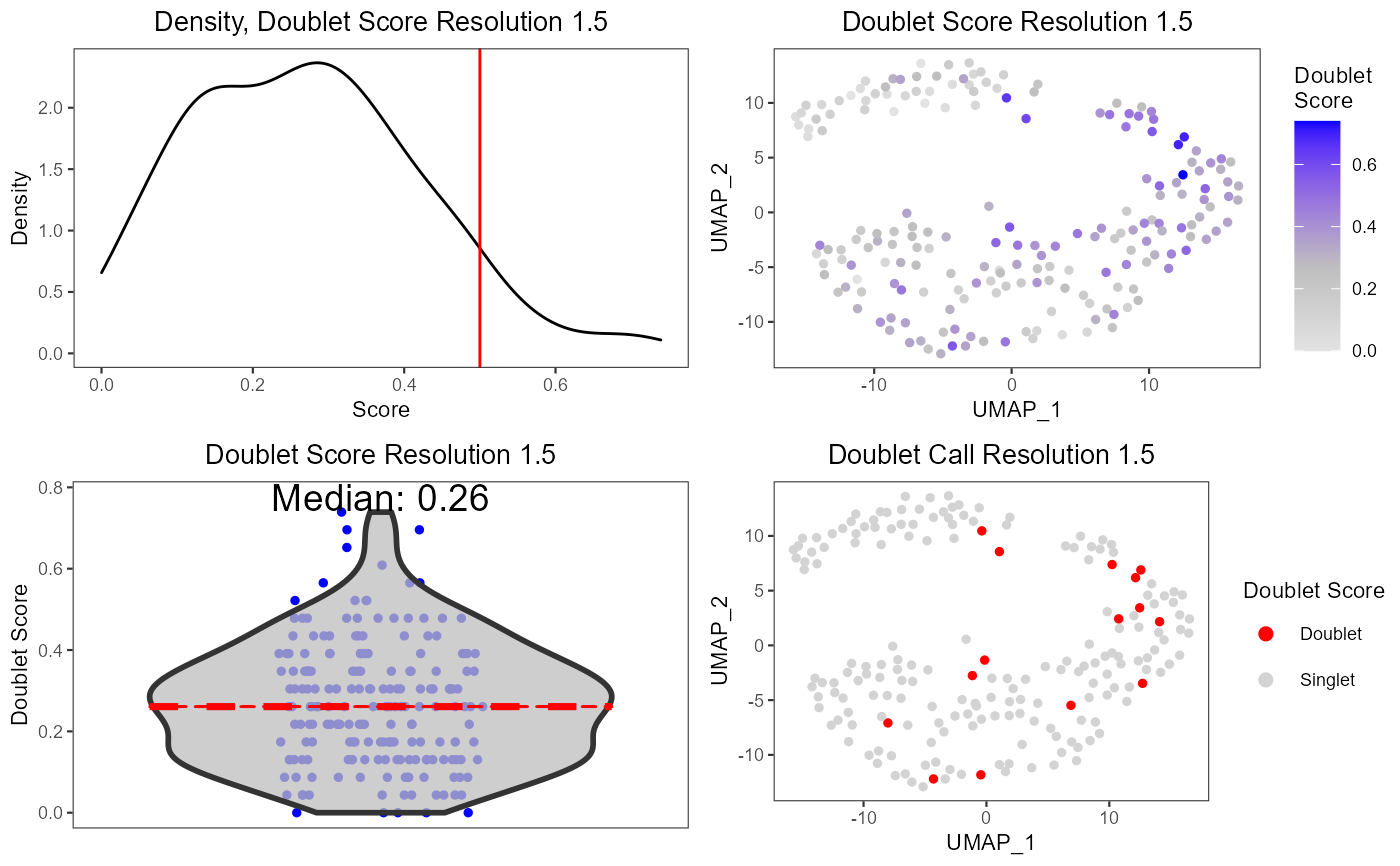 Density, Doublet Score Resolution 1.5
Density
2.0
1.5
1.0
0.5
0.0
0.0 0.2 0.4 0.6
Score
Doublet Score Resolution 1.5
UMAP_2
10
5
0
-5
-10
-10 0 10
UMAP_1
Doublet
Score
0.6
0.4
0.2
0.0
Doublet Score Resolution 1.5
Median: 0.26
Doublet Score
0.8
0.6
0.4
0.2
0.0
Doublet Call Resolution 1.5
UMAP_2
10
5
0
-5
-10
-10 0 10
UMAP_1
Doublet Score
Doublet
Singlet